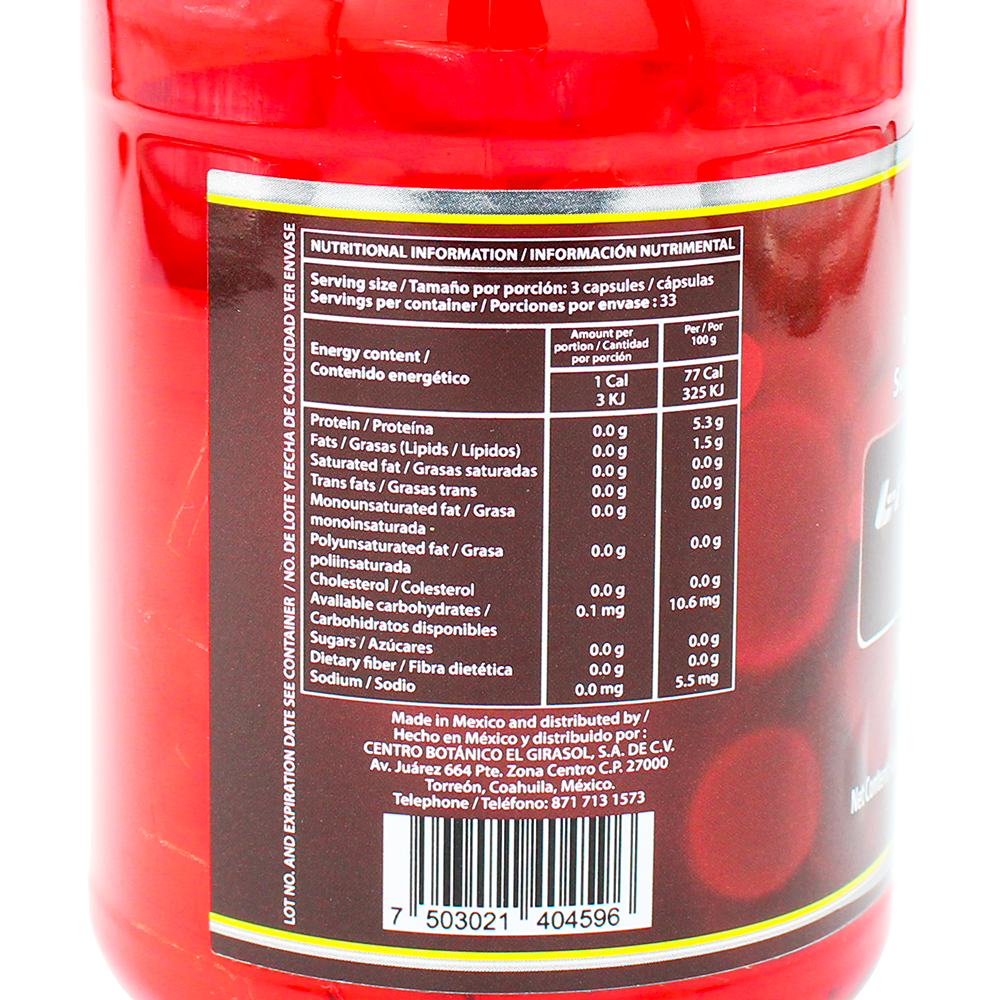 LOT NO. AND EXPIRATION DATE SEE CONTAINER / NO. DE LOTE Y FECHA DE CADUCIDAD VER ENVASE
NUTRITIONAL INFORMATION / INFORMACIÓN NUTRIMENTAL
Serving size / Tamaño por porción: 3 capsules / cápsulas
Servings per container / Porciones por envase : 33
Energy content /
Contenido energético
Amount per
portion / Cantidad
por porción
Per / Por
100 g
1 Cal 77 Cal
3 KJ 325 KJ
Protein / Proteína 0.0 g 5.3 g
Fats / Grasas (Lipids / Lípidos) 0.0 g 1.5 g
Saturated fat / Grasas saturadas 0.0 g 0.0 g
Trans fats / Grasas trans 0.0 g 0.0 g
Monounsaturated fat / Grasa 0.0 g 0.0 g
monoinsaturada -
Polyunsaturated fat / Grasa 0.0 g 0.0 g
poliinsaturada
Cholesterol / Colesterol 0.0 g 0.0 g
Available carbohydrates / 0.1 mg 10.6 mg
Carbohidratos disponibles
Sugars / Azúcares 0.0 g 0.0 g
Dietary fiber / Fibra dietética 0.0 g 0.0 g
Sodium / Sodio 0.0 mg 5.5 mg
Made in Mexico and distributed by /
Hecho en México y distribuido por :
CENTRO BOTÁNICO EL GIRASOL, S.A. DE C.V.
Av. Juárez 664 Pte. Zona Centro C.P. 27000
Torreón, Coahuila, México.
Telephone / Teléfono: 871 713 1573
7 503021 404596
Net